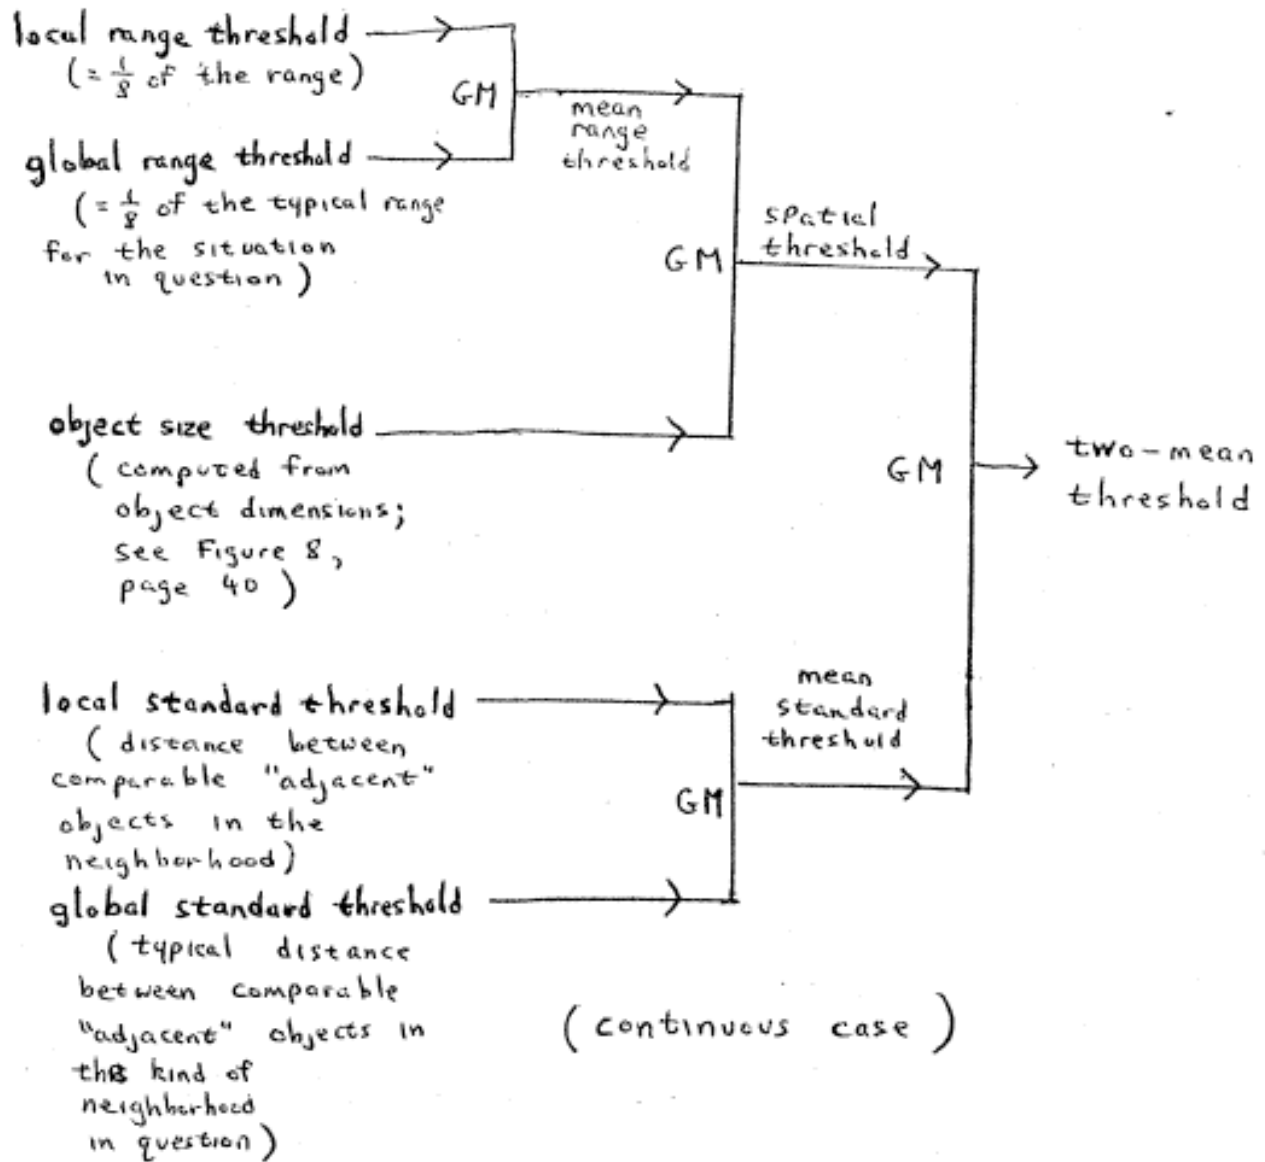 local range threshold
(= 1/8 of the range)
GM
mean
range
threshold
global range threshold
(= 1/8 of the typical range
for the situation
in question)
spatial
threshold
GM
object size threshold
(computed from
object dimensions;
see Figure 8,
page 40)
GM
two-mean
threshold
local standard threshold
(distance between
comparable "adjacent"
objects in the
neighborhood)
mean
standard
threshold
GM
global standard threshold
(typical distance
between comparable
"adjacent" objects in
the kind of
neighborhood
in question)
(continuous case)